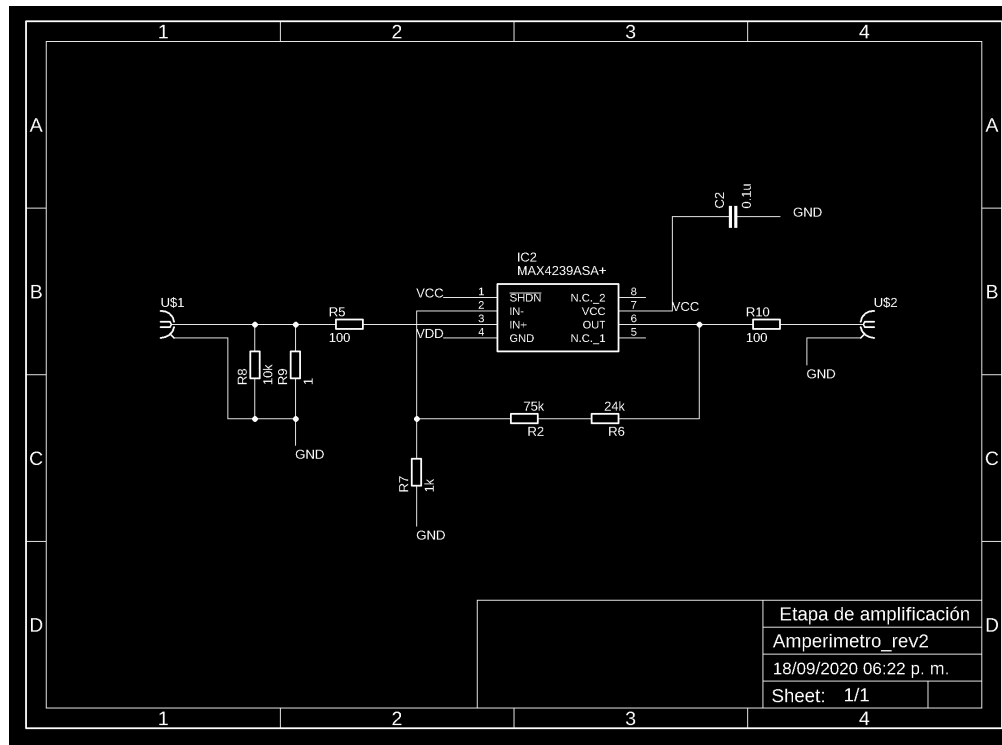 1 2 3 4
A A
C2 0.1u
GND
IC2
MAX4239ASA+
B B
VCC 1 SHDN N.C._2 8
2 IN- VCC 7 VCC
U$1 U$2
R5 3 IN+ OUT 6 R10
VDD 4 GND N.C._1 5
100 100
R8 10k R9 1
GND
75k 24k
R2 R6
GND
C C
R7 1k
GND
D D
Etapa de amplificación
Amperimetro_rev2
18/09/2020 06:22 p. m.
Sheet: 1/1
1 2 3 4